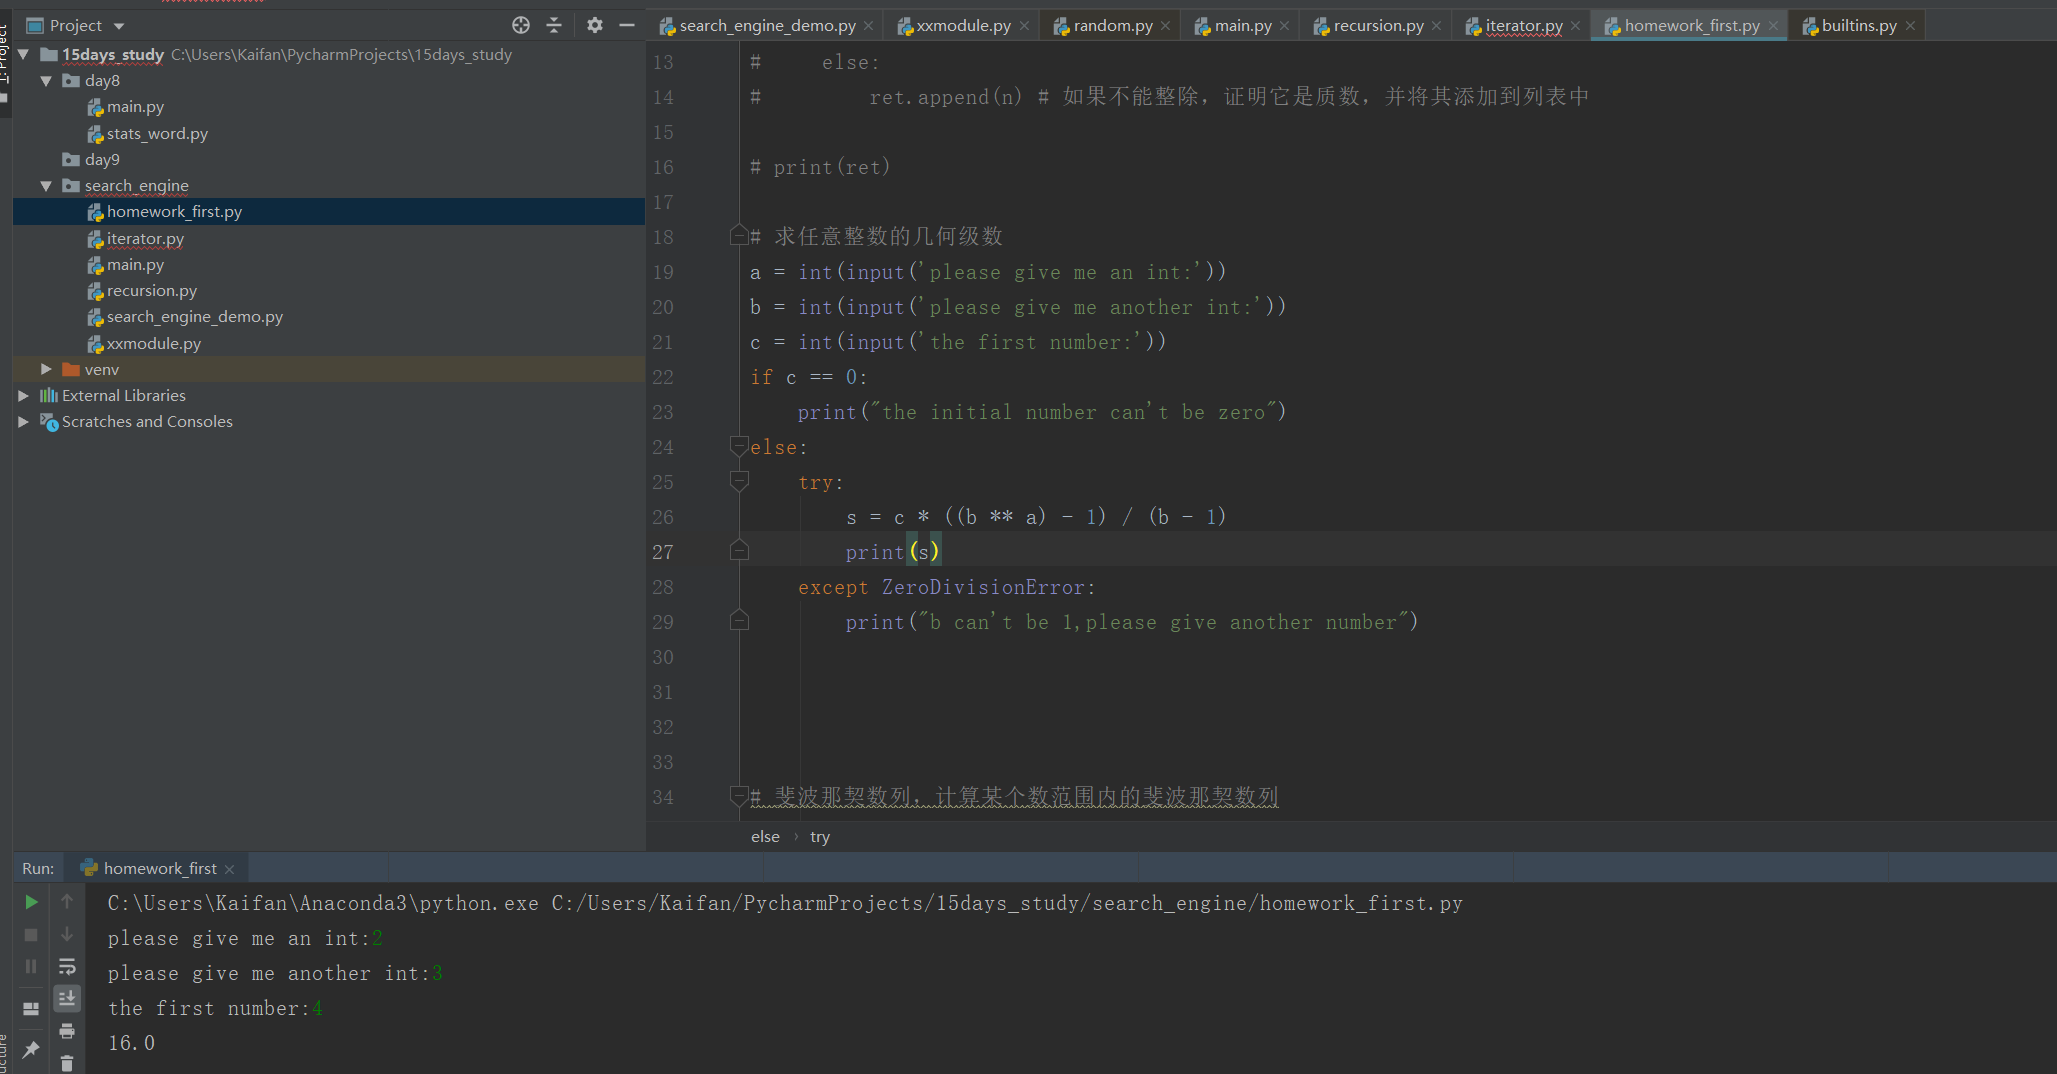 Project
search_engine_demo.py
xxmodule.py
random.py
main.py
recursion.py
iterator.py
homework_first.py
builtins.py
15days_study C:\Users\Kaifan\PycharmProjects\15days_study
day8
main.py
stats_word.py
day9
search_engine
homework_first.py
iterator.py
main.py
recursion.py
search_engine_demo.py
xxmodule.py
venv
External Libraries
Scratches and Consoles
13 #     else:
14 #         ret.append(n) # 如果不能整除，证明它是质数，并将其添加到列表中
15
16 # print(ret)
17
18 # 求任意整数的几何级数
19 a = int(input('please give me an int:'))
20 b = int(input('please give me another int:'))
21 c = int(input('the first number:'))
22 if c == 0:
23     print("the initial number can't be zero")
24 else:
25     try:
26         s = c * ((b ** a) - 1) / (b - 1)
27         print(s)
28     except ZeroDivisionError:
29         print("b can't be 1,please give another number")
30
31
32
33
34 # 斐波那契数列，计算某个数范围内的斐波那契数列
else › try
Run: homework_first
C:\Users\Kaifan\Anaconda3\python.exe C:/Users/Kaifan/PycharmProjects/15days_study/search_engine/homework_first.py
please give me an int:2
please give me another int:3
the first number:4
16.0